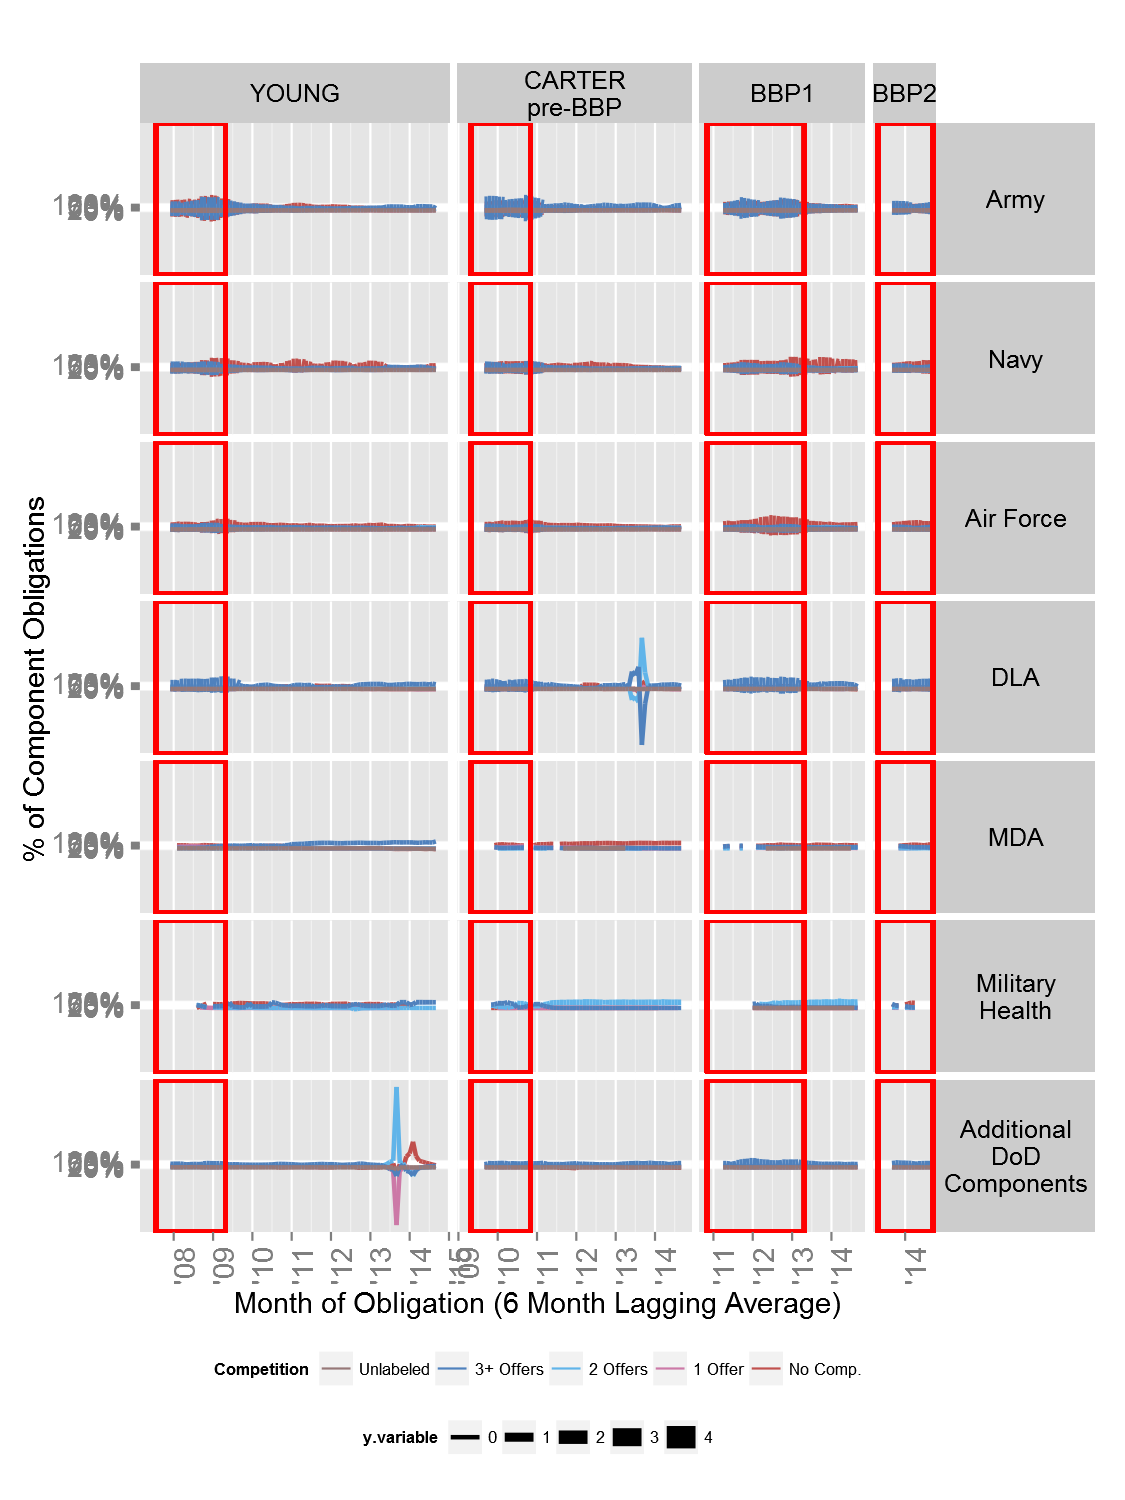 YOUNG
CARTER
pre-BBP
BBP1
BBP2
Army
Navy
Air Force
DLA
MDA
Military
Health
Additional
DoD
Components
% of Component Obligations
'08 '09 '10 '11 '12 '13 '14 '15 '09 '10 '11 '12 '13 '14 '11 '12 '13 '14 '14
Month of Obligation (6 Month Lagging Average)
Competition Unlabeled 3+ Offers 2 Offers 1 Offer No Comp.
y.variable 0 1 2 3 4